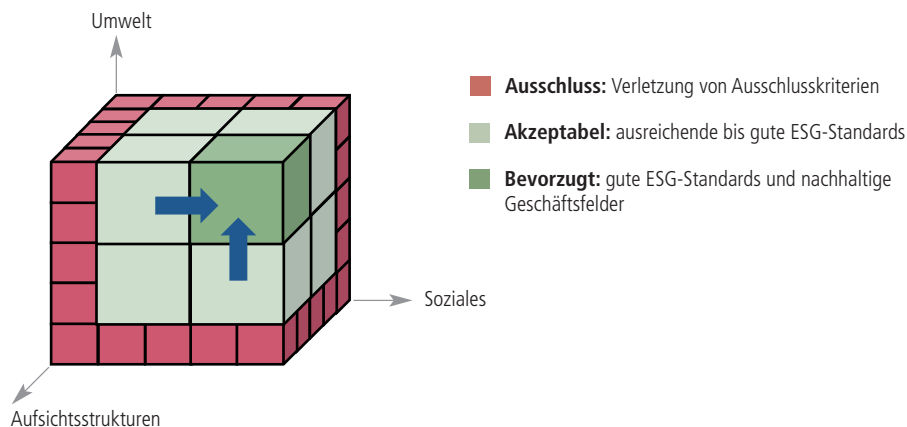 Umwelt
Ausschluss: Verletzung von Ausschlusskriterien
Akzeptabel: ausreichende bis gute ESG-Standards
Bevorzugt: gute ESG-Standards und nachhaltige
Geschäftsfelder
Soziales
Aufsichtsstrukturen